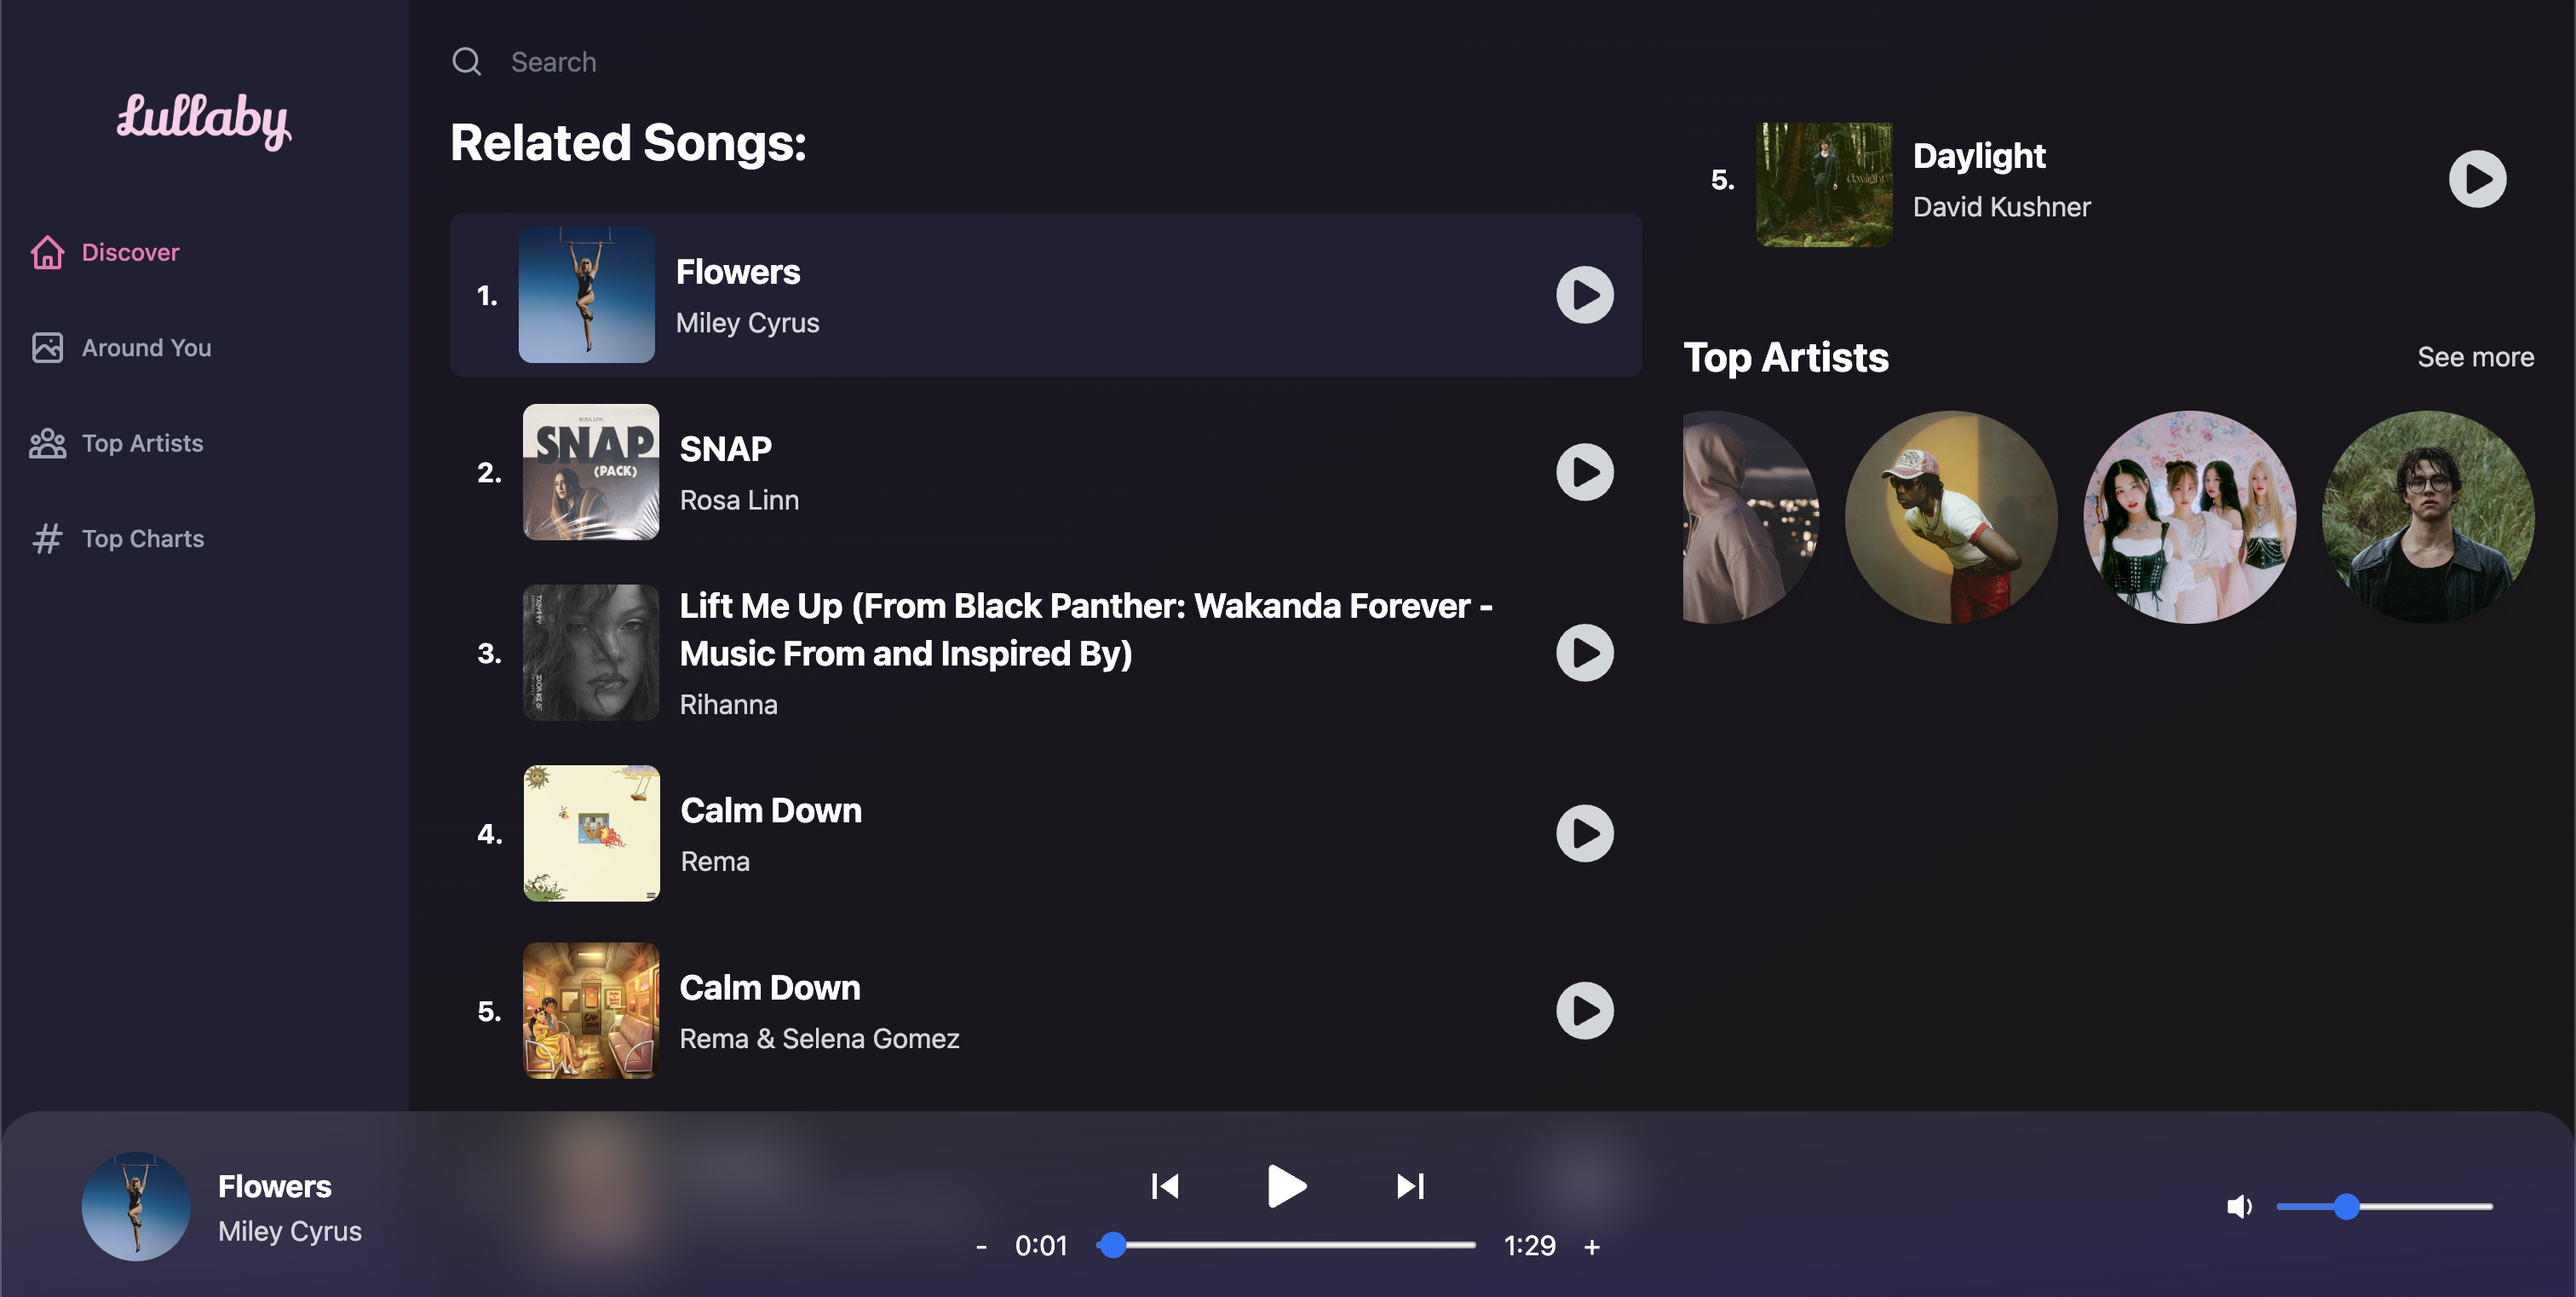 Lullaby
Discover
Around You
Top Artists
Top Charts
Search
Related Songs:
1.
Flowers
Miley Cyrus
2.
ROSA LINN
SNAP
(PACK)
SNAP
Rosa Linn
3.
Lift Me Up (From Black Panther: Wakanda Forever -
Music From and Inspired By)
Rihanna
4.
Calm Down
Rema
5.
Calm Down
Rema & Selena Gomez
5.
daylight
Daylight
David Kushner
Top Artists
See more
Flowers
Miley Cyrus
- 0:01 1:29 +